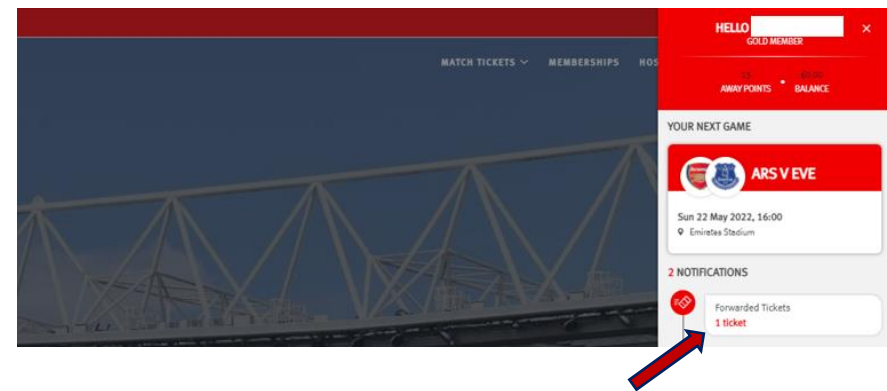 HELLO
GOLD MEMBER
MATCH TICKETS MEMBERSHIPS HOS
AWAY POINTS • BALANCE
YOUR NEXT GAME
ARS V EVE
Sun 22 May 2022, 16:00
Emirates Stadium
2 NOTIFICATIONS
Forwarded Tickets
1 ticket